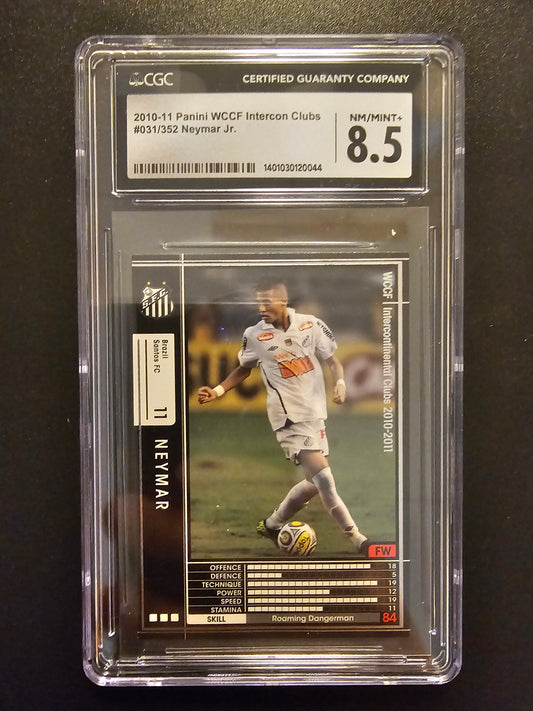 CGC
CERTIFIED GUARANTY COMPANY
2010-11 Panini WCCF Intercon Clubs
#031/352 Neymar Jr.
NM/MINT+
8.5
1401030120044
WCCF | Intercontinental Clubs 2010-2011
Brazil
Santos FC
11
NEYMAR
FW
OFFENCE 18
DEFENCE 5
TECHNIQUE 19
POWER 12
SPEED 19
STAMINA 11
SKILL Roaming Dangerman 84